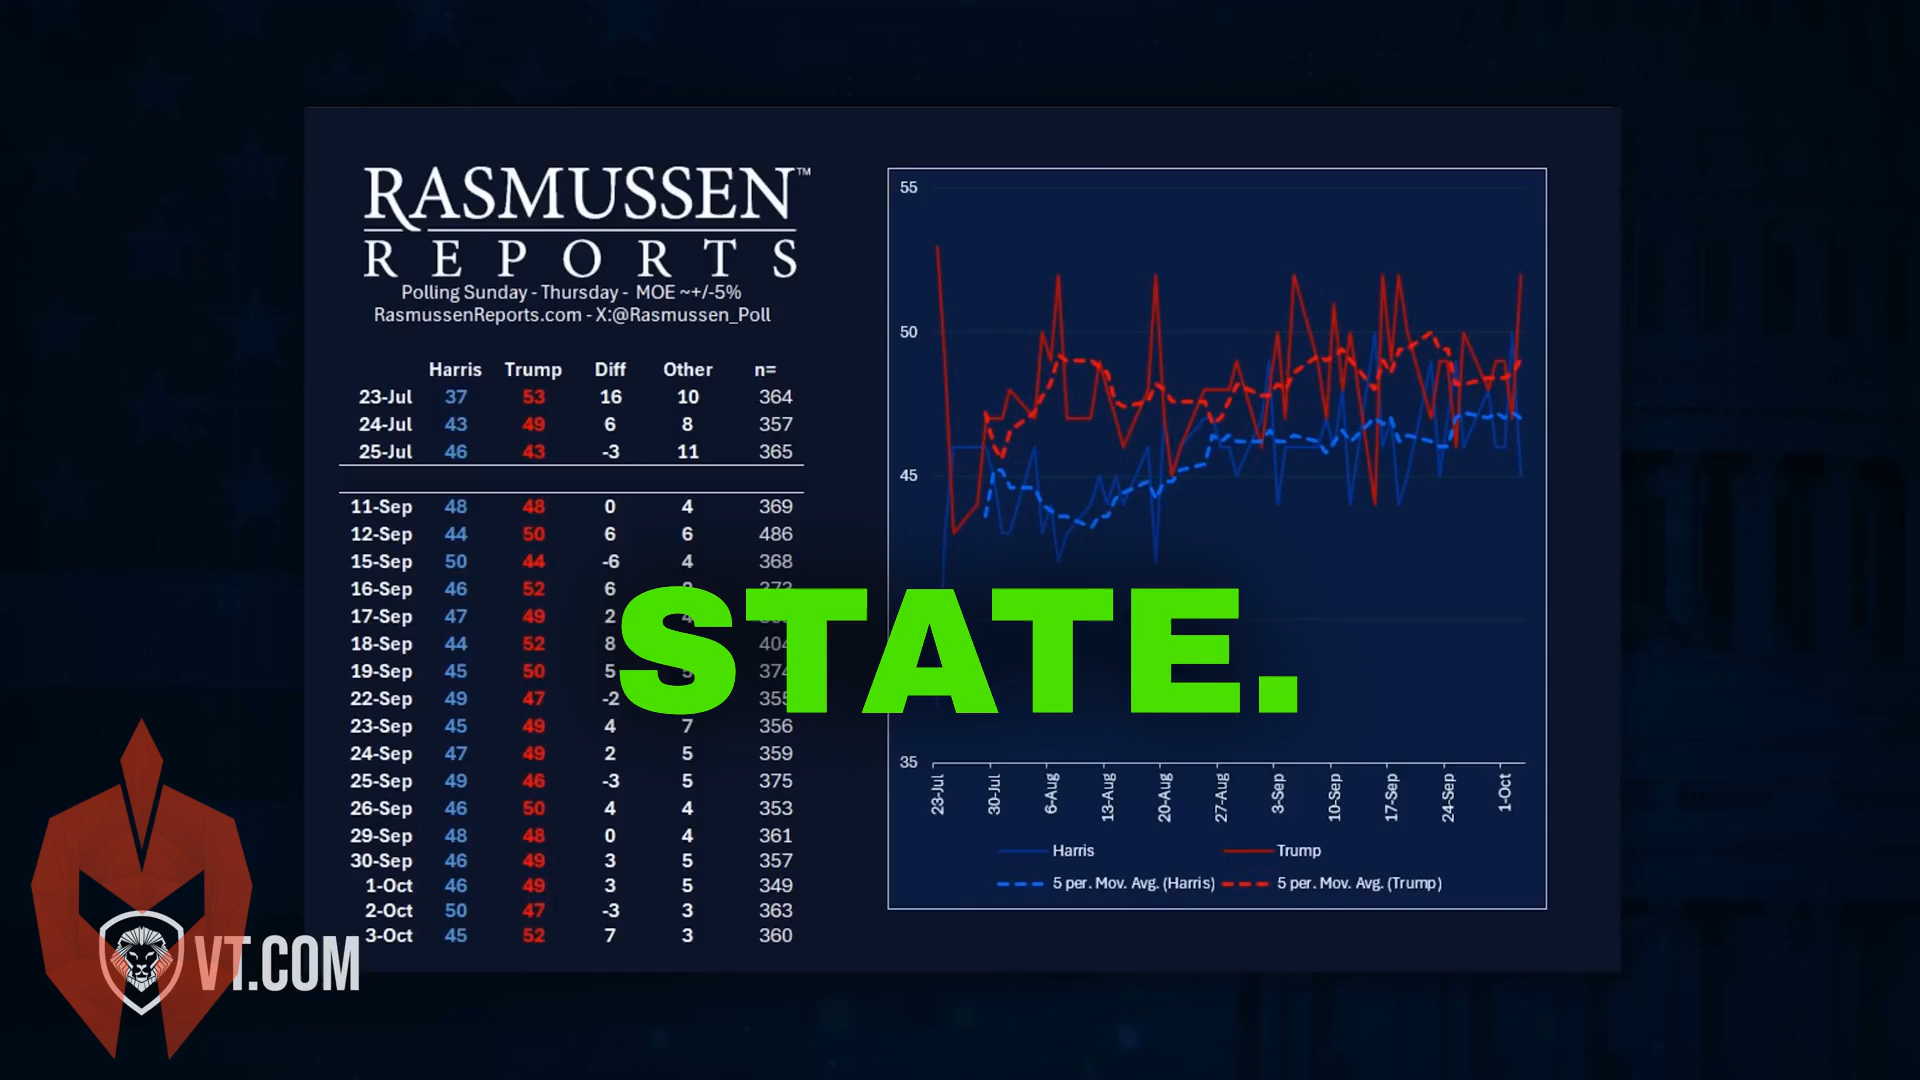 RASMUSSEN™
REPORTS
Polling Sunday - Thursday - MOE ~+/-5%
RasmussenReports.com - X:@Rasmussen_Poll
Harris Trump Diff Other n=
23-Jul 37 53 16 10 364
24-Jul 43 49 6 8 357
25-Jul 46 43 -3 11 365
11-Sep 48 48 0 4 369
12-Sep 44 50 6 6 486
15-Sep 50 44 -6 4 368
16-Sep 46 52 6
17-Sep 47 49 2
18-Sep 44 52 8 404
19-Sep 45 50 5 374
22-Sep 49 47 -2 355
23-Sep 45 49 4 7 356
24-Sep 47 49 2 5 359
25-Sep 49 46 -3 5 375
26-Sep 46 50 4 4 353
29-Sep 48 48 0 4 361
30-Sep 46 49 3 5 357
1-Oct 46 49 3 5 349
2-Oct 50 47 -3 3 363
3-Oct 45 52 7 3 360
55
50
45
35
23-Jul 30-Jul 6-Aug 13-Aug 20-Aug 27-Aug 3-Sep 10-Sep 17-Sep 24-Sep 1-Oct
Harris Trump
5 per. Mov. Avg. (Harris) 5 per. Mov. Avg. (Trump)
STATE.
VT.COM